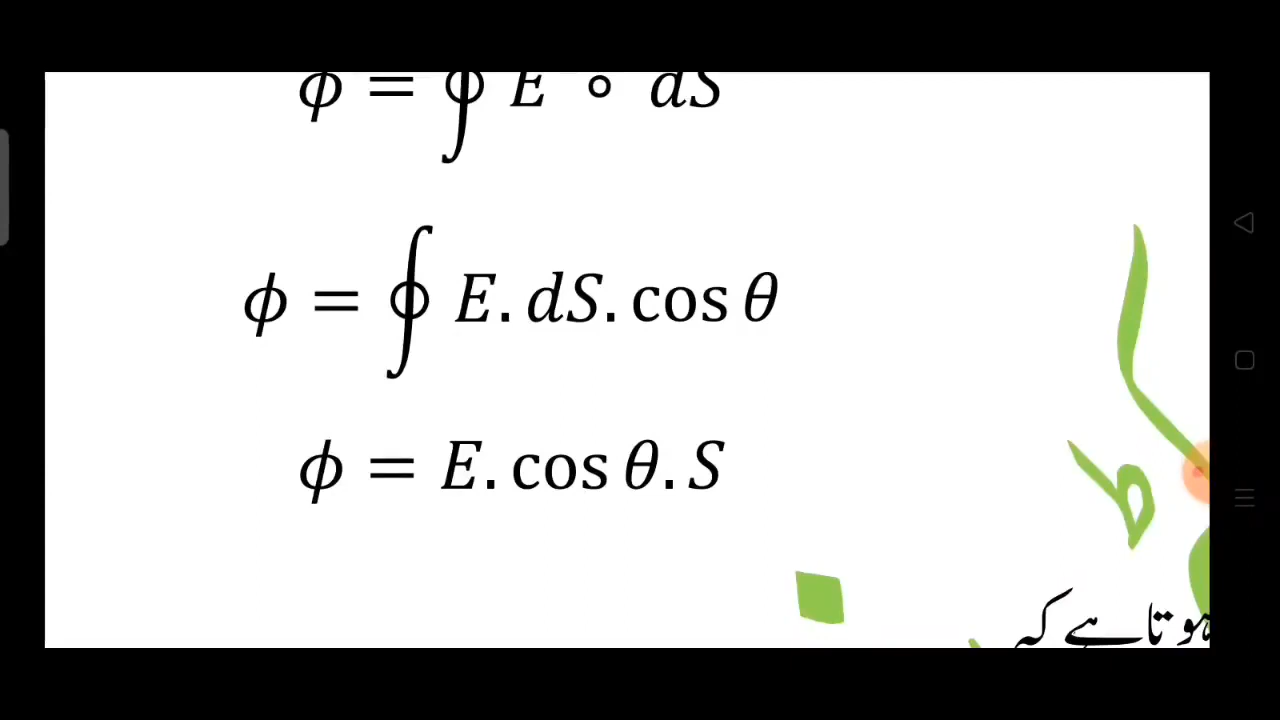 ϕ = ∮ E ∘ dS
ϕ = ∮ E. dS. cos θ
ϕ = E. cos θ. S
ہوتا ہے کہ